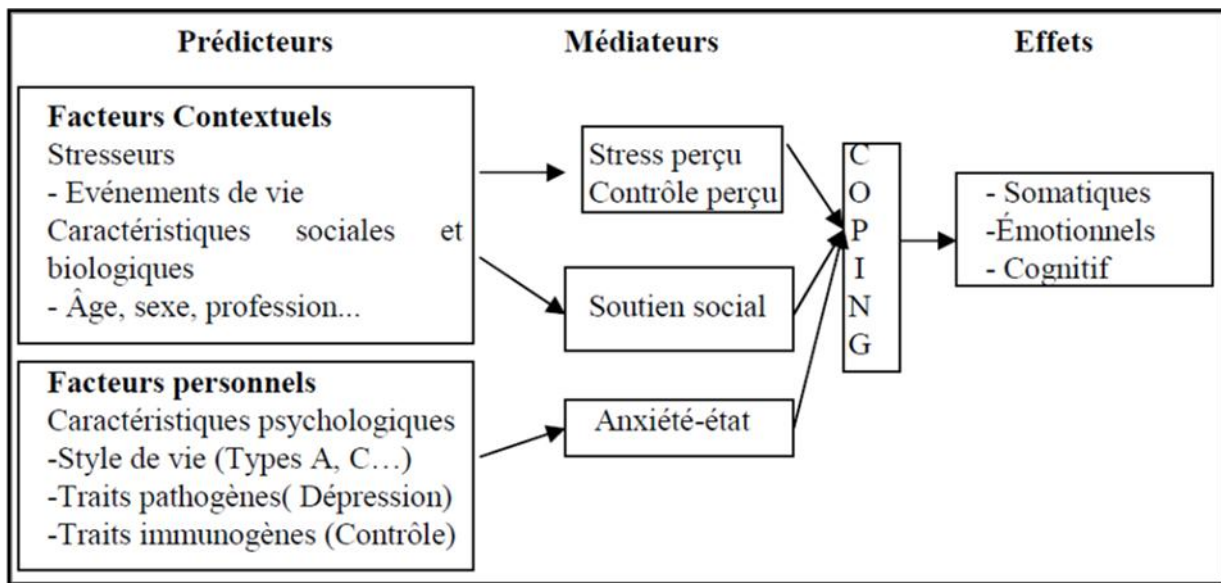 Prédicteurs Médiateurs Effets
Facteurs Contextuels
Stresseurs
- Evénements de vie
Caractéristiques sociales et
biologiques
- Âge, sexe, profession...
Facteurs personnels
Caractéristiques psychologiques
-Style de vie (Types A, C…)
-Traits pathogènes( Dépression)
-Traits immunogènes (Contrôle)
Stress perçu
Contrôle perçu
Soutien social
Anxiété-état
C
O
P
I
N
G
- Somatiques
-Émotionnels
- Cognitif